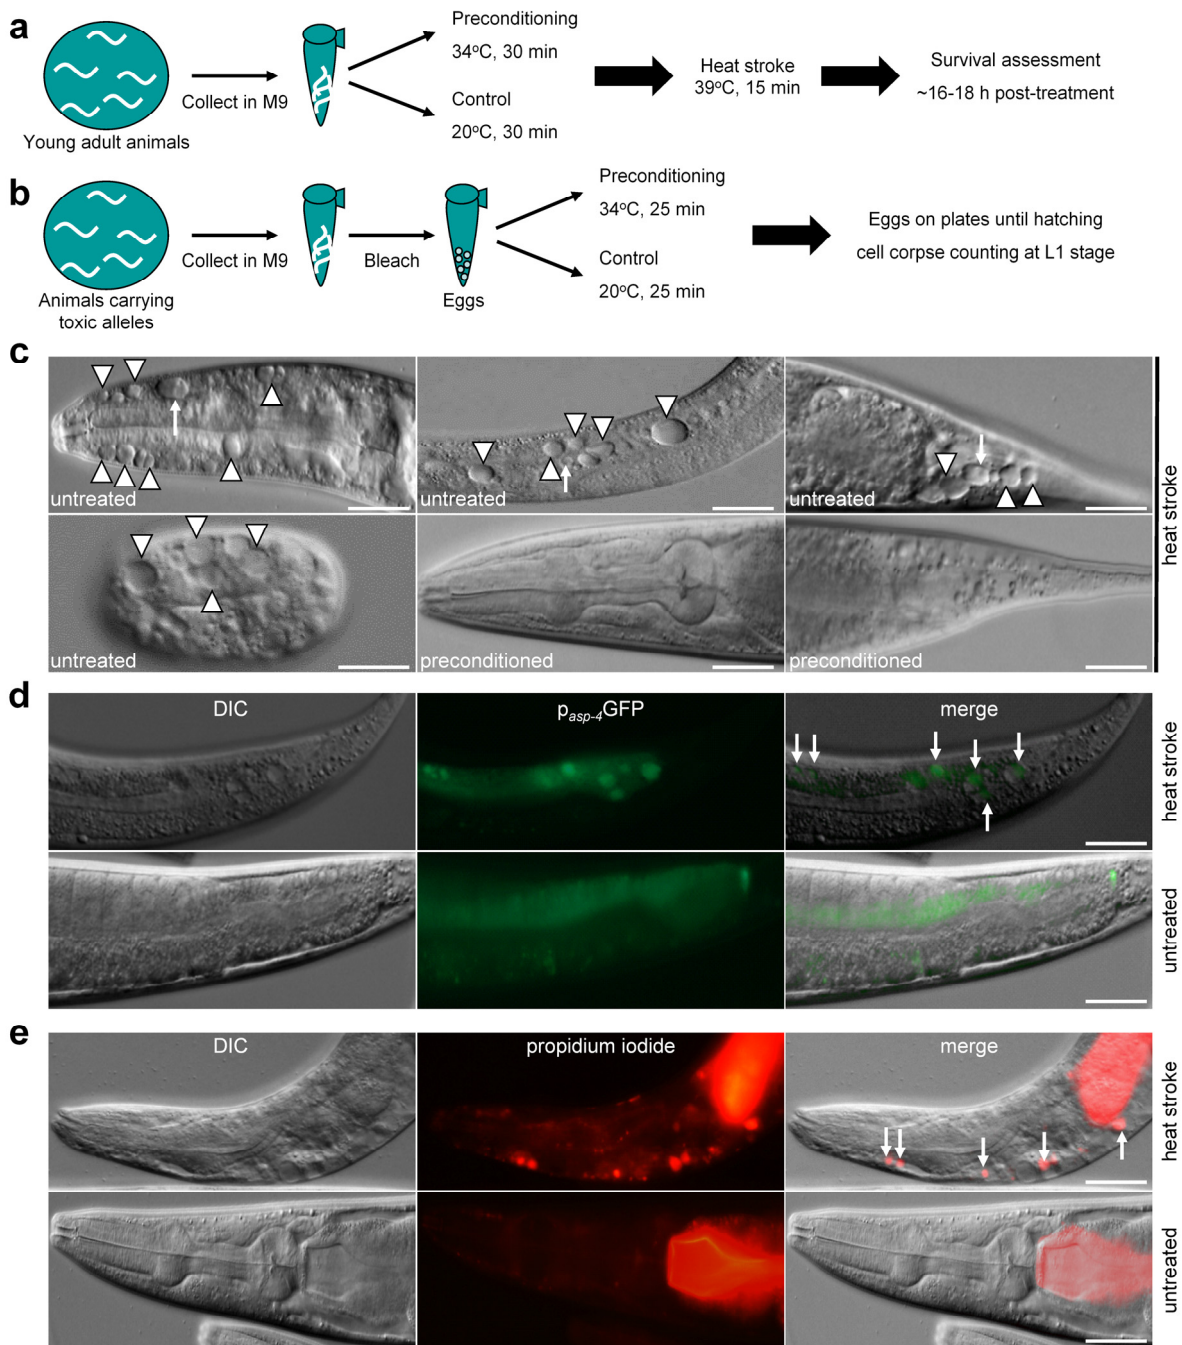 a
Young adult animals
Collect in M9
Preconditioning
34°C, 30 min
Control
20°C, 30 min
Heat stroke
39°C, 15 min
Survival assessment
~16-18 h post-treatment
b
Animals carrying
toxic alleles
Collect in M9
Bleach
Eggs
Preconditioning
34°C, 25 min
Control
20°C, 25 min
Eggs on plates until hatching
cell corpse counting at L1 stage
c
untreated
untreated
untreated
untreated
preconditioned
preconditioned
heat stroke
d
DIC
pasp-4GFP
merge
heat stroke
untreated
e
DIC
propidium iodide
merge
heat stroke
untreated